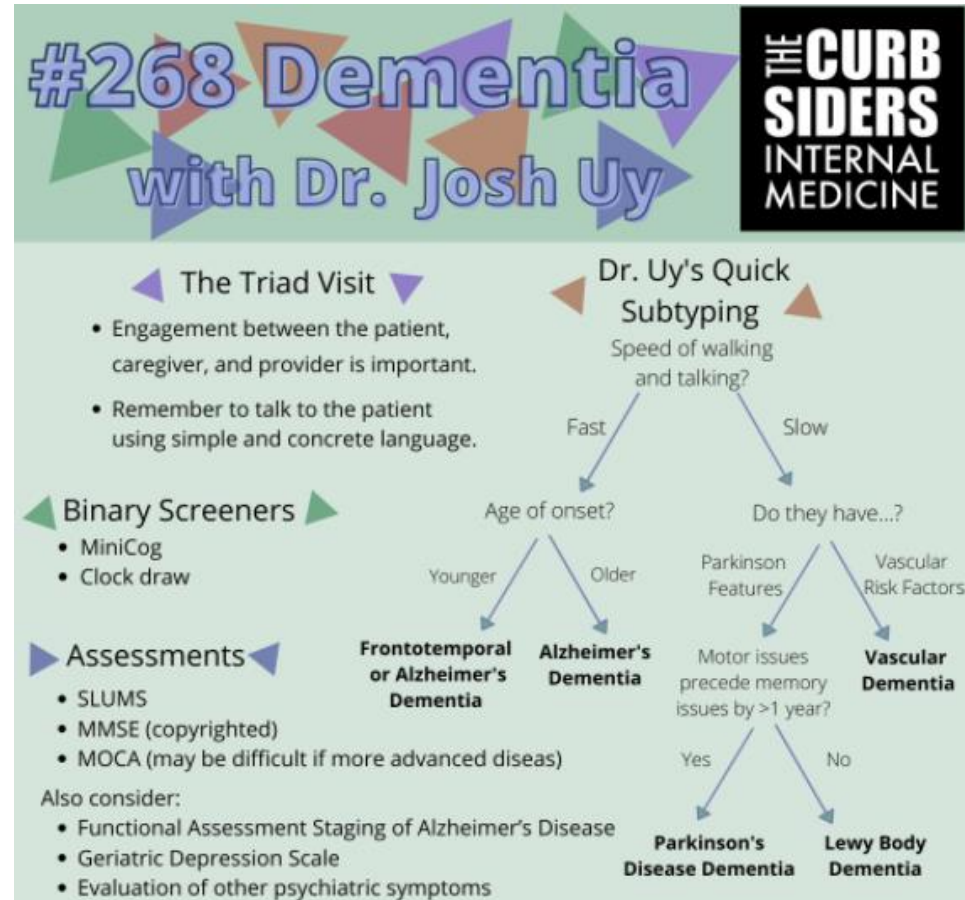 #268 Dementia
with Dr. Josh Uy
THE CURB
SIDERS
INTERNAL
MEDICINE
The Triad Visit
• Engagement between the patient,
caregiver, and provider is important.
• Remember to talk to the patient
using simple and concrete language.
Binary Screeners
• MiniCog
• Clock draw
Assessments
• SLUMS
• MMSE (copyrighted)
• MOCA (may be difficult if more advanced diseas)
Also consider:
• Functional Assessment Staging of Alzheimer's Disease
• Geriatric Depression Scale
• Evaluation of other psychiatric symptoms
Dr. Uy's Quick
Subtyping
Speed of walking
and talking?
Fast
Slow
Age of onset?
Do they have...?
Younger
Older
Parkinson
Features
Vascular
Risk Factors
Frontotemporal
or Alzheimer's
Dementia
Alzheimer's
Dementia
Motor issues
precede memory
issues by >1 year?
Vascular
Dementia
Yes
No
Parkinson's
Disease Dementia
Lewy Body
Dementia